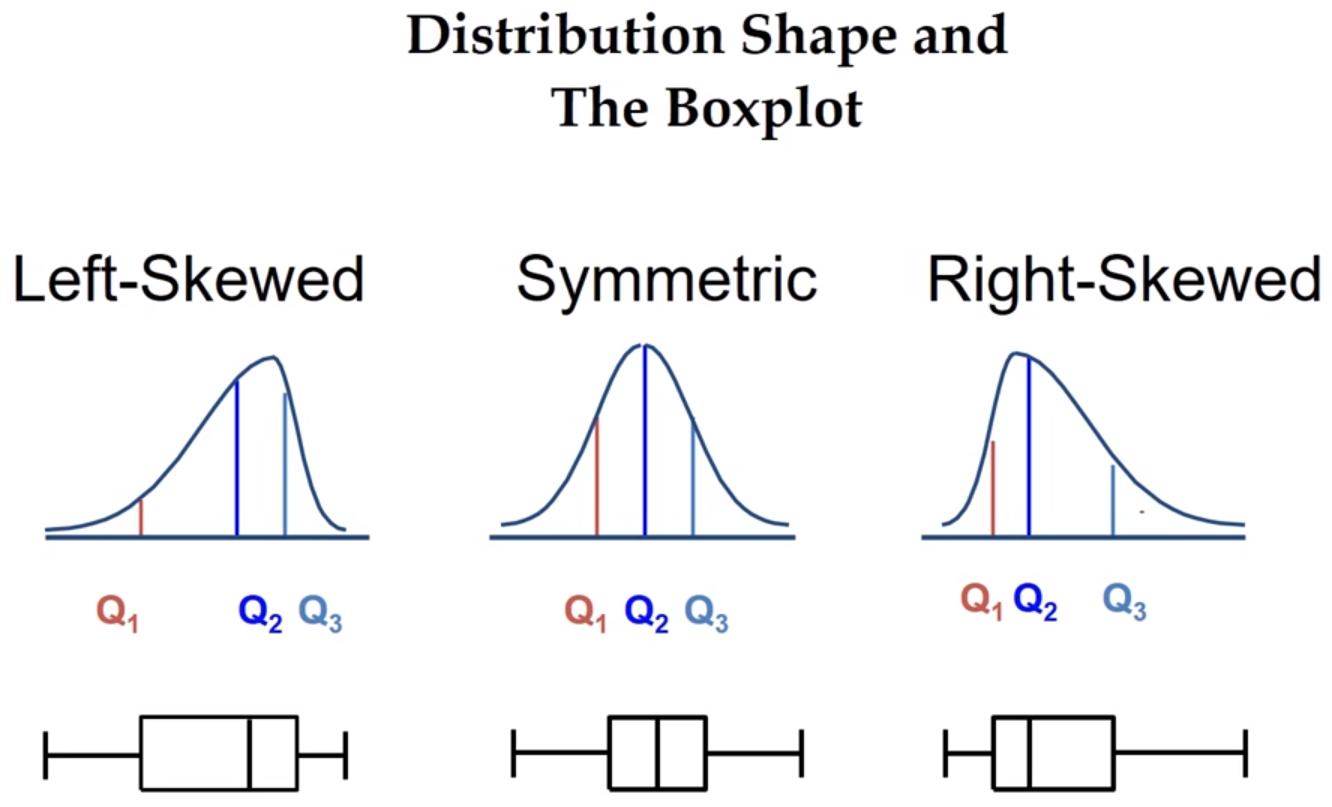 Distribution Shape and
The Boxplot
Left-Skewed Symmetric Right-Skewed
Q1 Q2 Q3 Q1 Q2 Q3 Q1 Q2 Q3